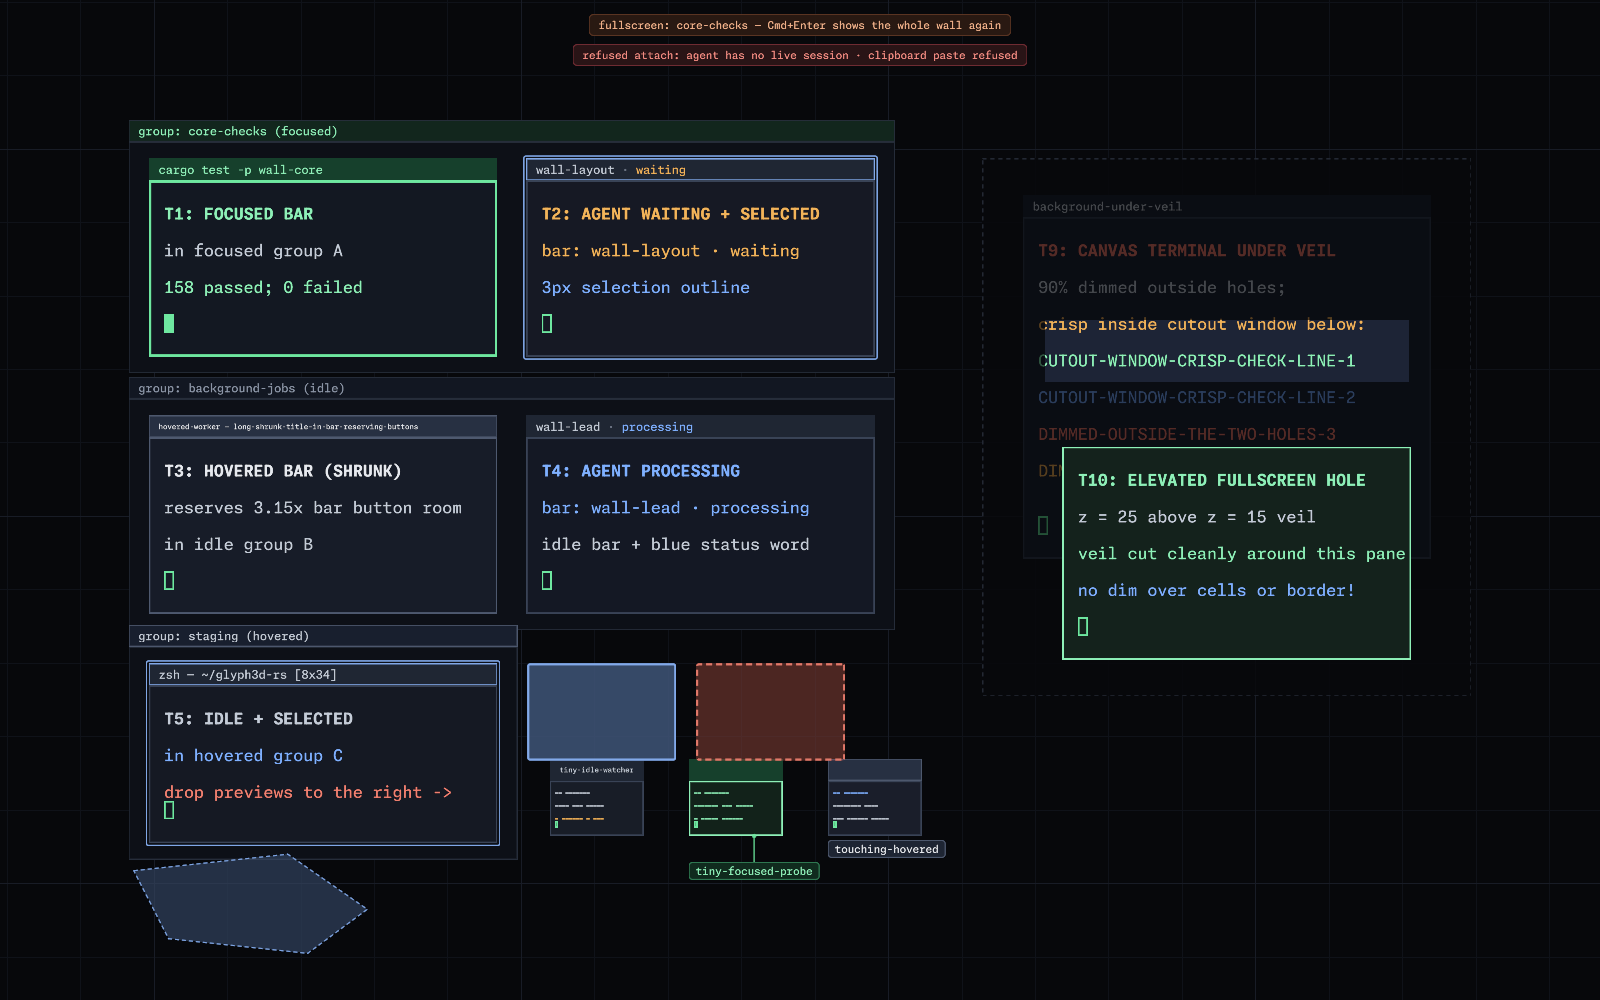 fullscreen: core-checks — Cmd+Enter shows the whole wall again
refused attach: agent has no live session · clipboard paste refused
group: core-checks (focused)
cargo test -p wall-core
T1: FOCUSED BAR
in focused group A
158 passed; 0 failed
wall-layout · waiting
T2: AGENT WAITING + SELECTED
bar: wall-layout · waiting
3px selection outline
group: background-jobs (idle)
hovered-worker — long-shrunk-title-in-bar-reserving-buttons
T3: HOVERED BAR (SHRUNK)
reserves 3.15x bar button room
in idle group B
wall-lead · processing
T4: AGENT PROCESSING
bar: wall-lead · processing
idle bar + blue status word
group: staging (hovered)
zsh — ~/glyph3d-rs [8x34]
T5: IDLE + SELECTED
in hovered group C
drop previews to the right ->
tiny-idle-watcher
tiny-focused-probe
touching-hovered
background-under-veil
T9: CANVAS TERMINAL UNDER VEIL
90% dimmed outside holes;
crisp inside cutout window below:
CUTOUT-WINDOW-CRISP-CHECK-LINE-1
CUTOUT-WINDOW-CRISP-CHECK-LINE-2
DIMMED-OUTSIDE-THE-TWO-HOLES-3
T10: ELEVATED FULLSCREEN HOLE
z = 25 above z = 15 veil
veil cut cleanly around this pane
no dim over cells or border!